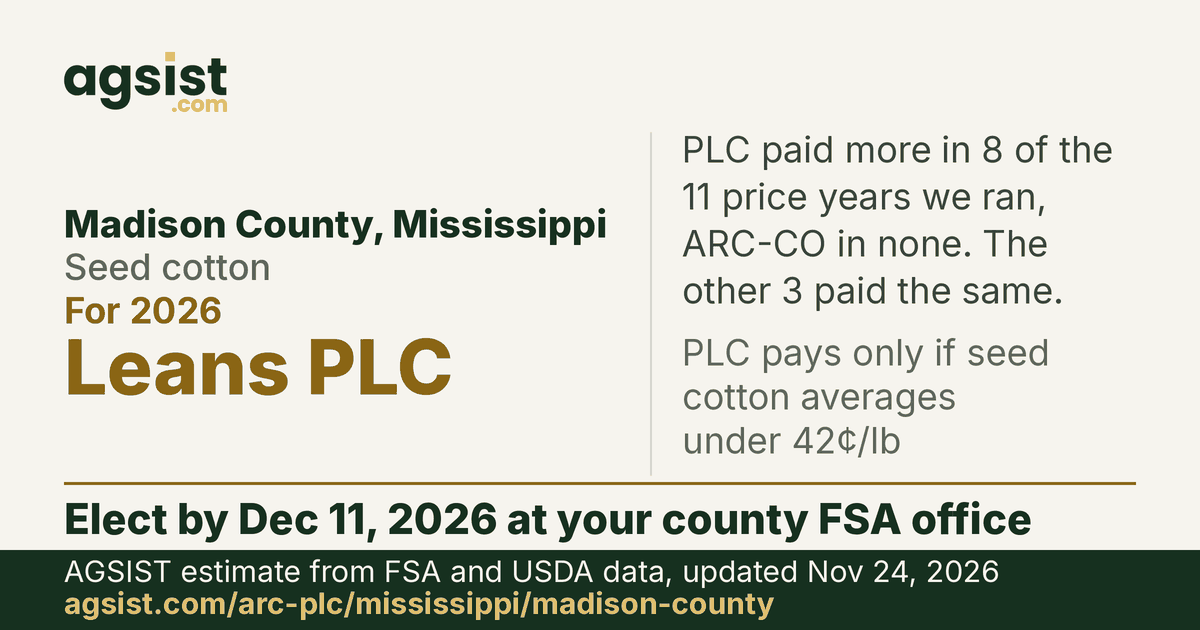 agsist
.com
Madison County, Mississippi
Seed cotton
For 2026
Leans PLC
PLC paid more in 8 of the
11 price years we ran,
ARC-CO in none. The
other 3 paid the same.
PLC pays only if seed
cotton averages
under 42¢/lb
Elect by Dec 11, 2026 at your county FSA office
AGSIST estimate from FSA and USDA data, updated Nov 24, 2026
agsist.com/arc-plc/mississippi/madison-county